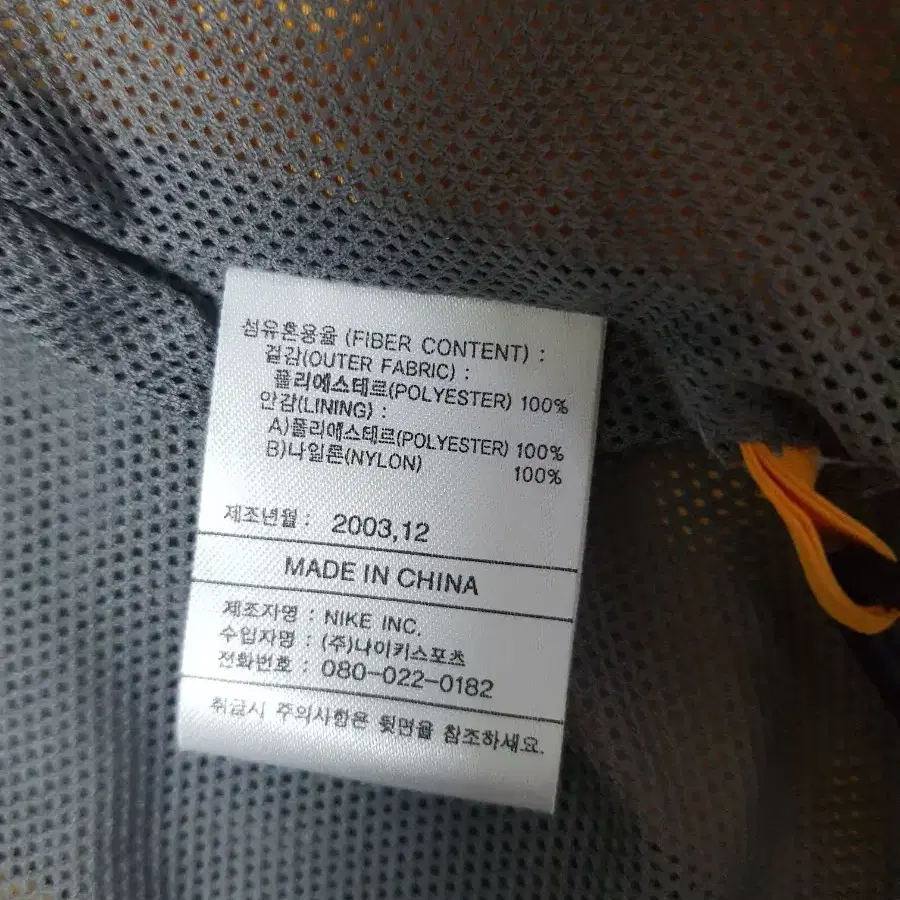 섬유혼용율 (FIBER CONTENT) :
겉감(OUTER FABRIC) :
폴리에스테르(POLYESTER) 100%
안감(LINING) :
A)폴리에스테르(POLYESTER) 100%
B)나일론(NYLON) 100%
제조년월 : 2003,12
MADE IN CHINA
제조자명 : NIKE INC.
수입자명 : (주)나이키스포츠
전화번호 : 080-022-0182
취급시 주의사항은 뒷면을 참조하세요.